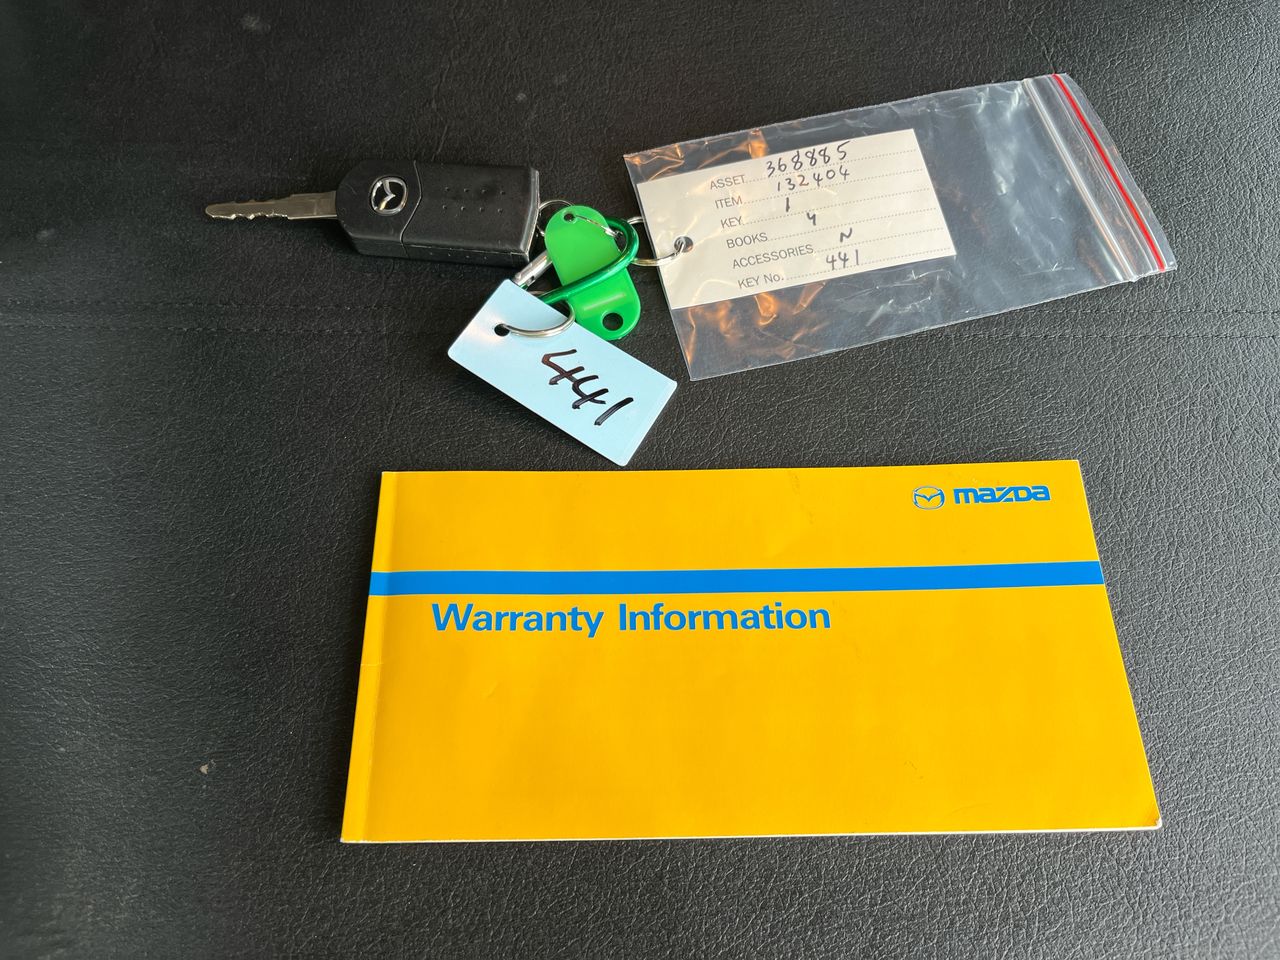 ASSET 368885
ITEM 132404
KEY 1
BOOKS 4
ACCESSORIES N
KEY No. 441
441
mazda
Warranty Information